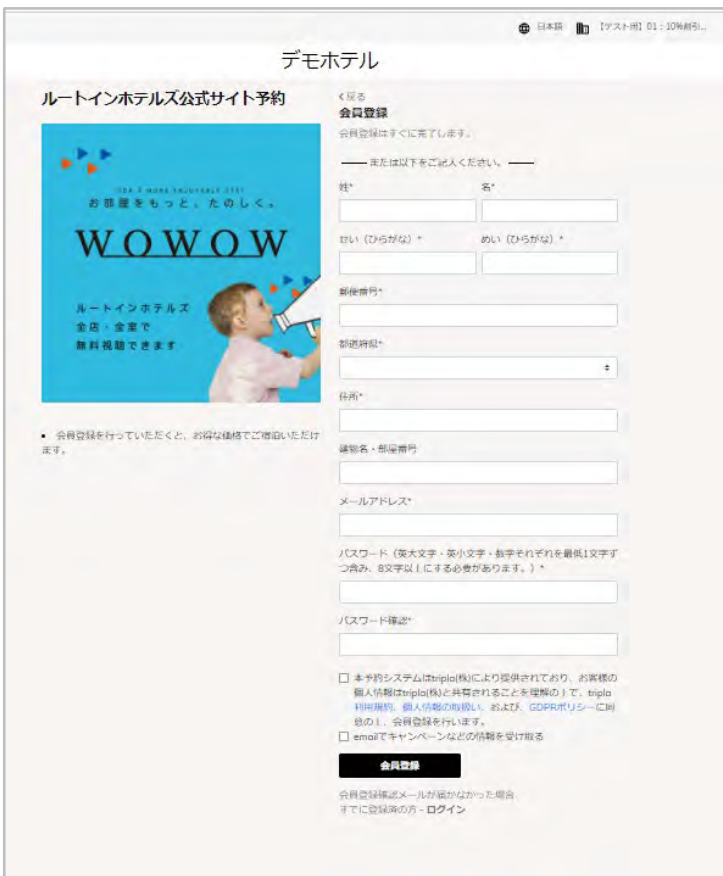 日本語 【テスト用】01：10%割引...
デモホテル
ルートインホテルズ公式サイト予約
お部屋をもっと、たのしく。
WOWOW
ルートインホテルズ
全店・全室で
無料視聴できます
• 会員登録を行っていただくと、お得な価格でご宿泊いただけ
ます。
<戻る
会員登録
会員登録はすぐに完了します。
または以下をご記入ください。
姓* 名*
せい（ひらがな）* めい（ひらがな）*
郵便番号*
都道府県*
住所*
建物名・部屋番号
メールアドレス*
パスワード（英大文字・英小文字・数字それぞれを最低1文字ず
つ含み、8文字以上にする必要があります。）*
パスワード確認*
本予約システムはtripla(株)により提供されており、お客様の
個人情報はtripla(株)と共有されることを理解の上で、tripla
利用規約、個人情報の取扱い、および、GDPRポリシーに同
意の上、会員登録を行います。
emailでキャンペーンなどの情報を受け取る
会員登録
会員登録確認メールが届かなかった場合
すでに登録済の方 - ログイン